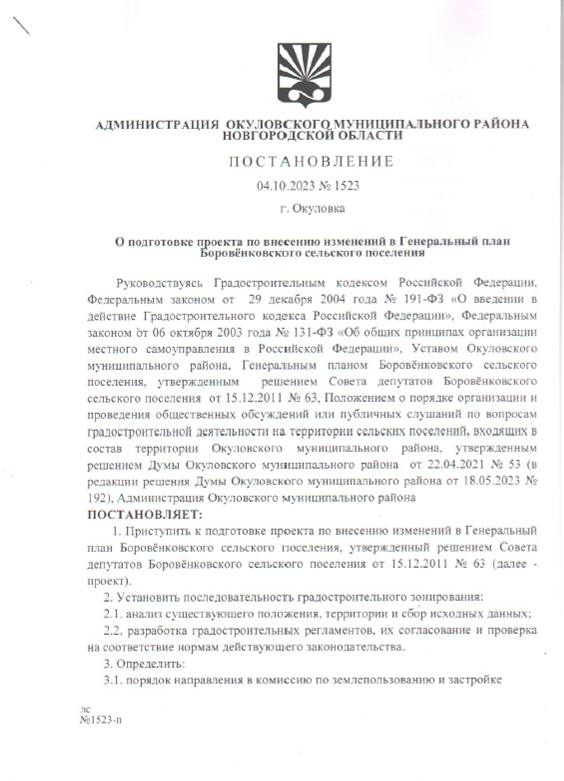 АДМИНИСТРАЦИЯ ОКУЛОВСКОГО МУНИЦИПАЛЬНОГО РАЙОНА
НОВГОРОДСКОЙ ОБЛАСТИ
ПОСТАНОВЛЕНИЕ
04.10.2023 № 1523
г. Окуловка
О подготовке проекта по внесению изменений в Генеральный план
Боровёнковского сельского поселения
Руководствуясь Градостроительным кодексом Российской Федерации,
Федеральным законом от 29 декабря 2004 года № 191-ФЗ «О введении в
действие Градостроительного кодекса Российской Федерации», Федеральным
законом от 06 октября 2003 года № 131-ФЗ «Об общих принципах организации
местного самоуправления в Российской Федерации», Уставом Окуловского
муниципального района, Генеральным планом Боровёнковского сельского
поселения, утвержденным решением Совета депутатов Боровёнковского
сельского поселения от 15.12.2011 № 63, Положением о порядке организации и
проведения общественных обсуждений или публичных слушаний по вопросам
градостроительной деятельности на территории сельских поселений, входящих в
состав территории Окуловского муниципального района, утвержденным
решением Думы Окуловского муниципального района от 22.04.2021 № 53 (в
редакции решения Думы Окуловского муниципального района от 18.05.2023 №
192), Администрация Окуловского муниципального района
ПОСТАНОВЛЯЕТ:
1. Приступить к подготовке проекта по внесению изменений в Генеральный
план Боровёнковского сельского поселения, утвержденный решением Совета
депутатов Боровёнковского сельского поселения от 15.12.2011 № 63 (далее -
проект).
2. Установить последовательность градостроительного зонирования:
2.1. анализ существующего положения, территории и сбор исходных данных;
2.2. разработка градостроительных регламентов, их согласование и проверка
на соответствие нормам действующего законодательства.
3. Определить:
3.1. порядок направления в комиссию по землепользованию и застройке
лс
№1523-п